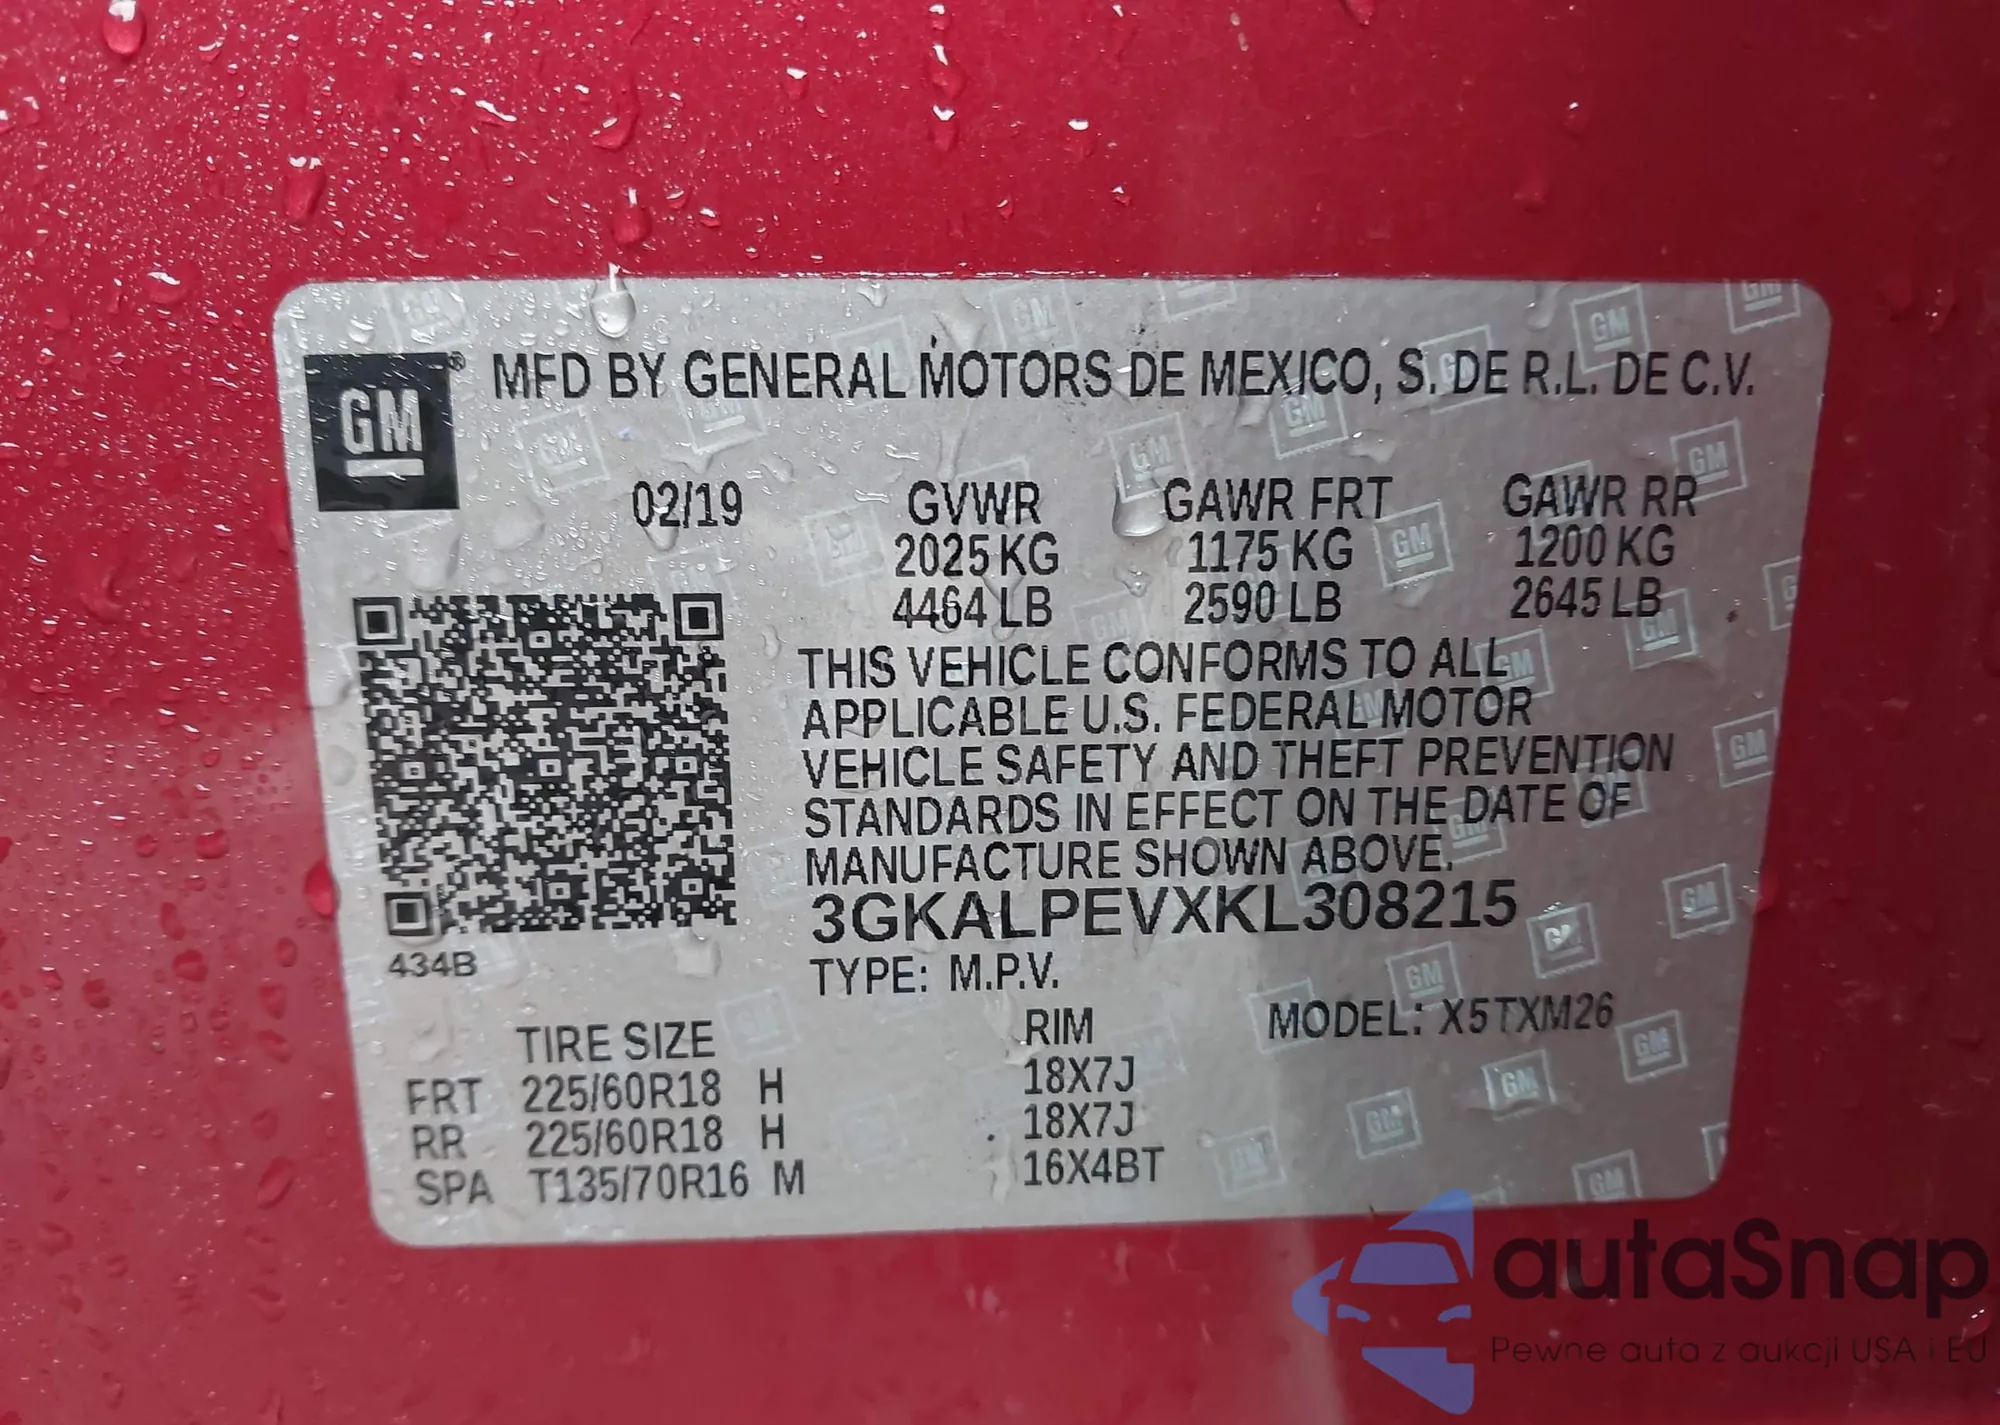 GM® MFD BY GENERAL MOTORS DE MEXICO, S. DE R.L. DE C.V.
02/19 GVWR GAWR FRT GAWR RR
2025 KG 1175 KG 1200 KG
4464 LB 2590 LB 2645 LB
THIS VEHICLE CONFORMS TO ALL
APPLICABLE U.S. FEDERAL MOTOR
VEHICLE SAFETY AND THEFT PREVENTION
STANDARDS IN EFFECT ON THE DATE OF
MANUFACTURE SHOWN ABOVE.
3GKALPEVXKL308215
434B
TYPE: M.P.V.
TIRE SIZE RIM MODEL: X5TXM26
FRT 225/60R18 H 18X7J
RR 225/60R18 H 18X7J
SPA T135/70R16 M 16X4BT
autaSnap
Pewne auta z aukcji USA i EU